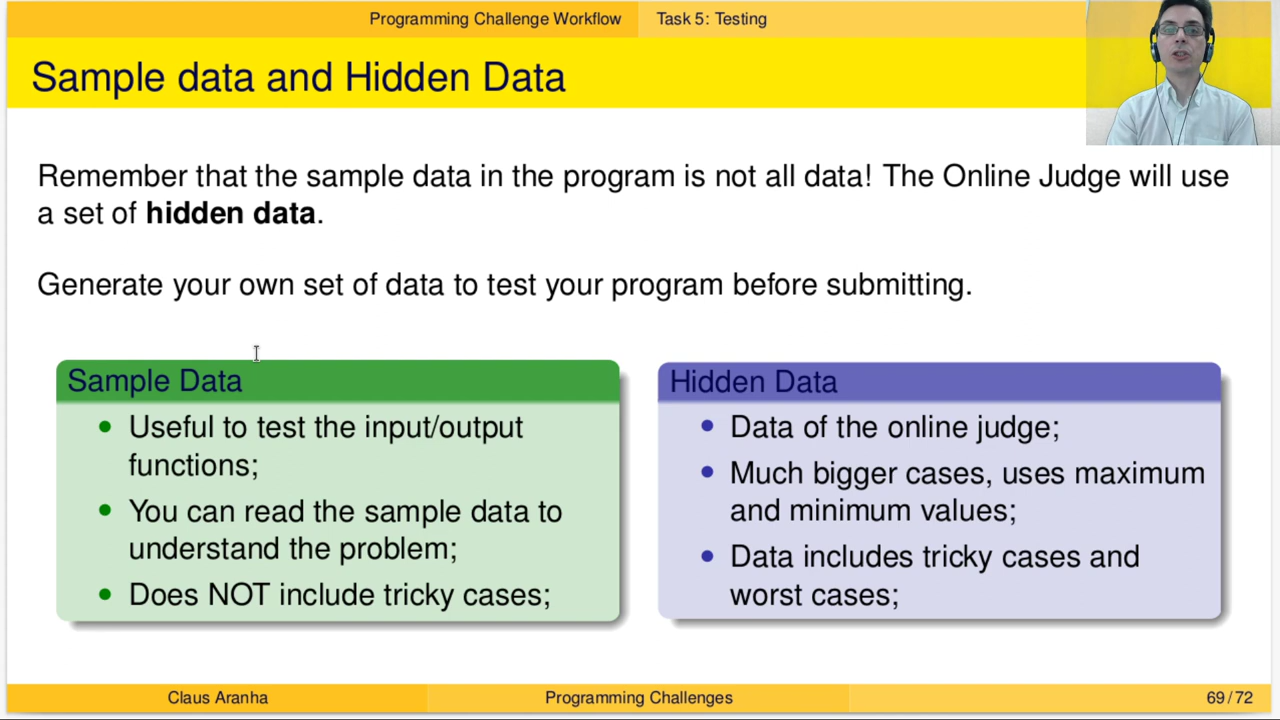 Programming Challenge Workflow Task 5: Testing
Sample data and Hidden Data
Remember that the sample data in the program is not all data! The Online Judge will use
a set of hidden data.
Generate your own set of data to test your program before submitting.
Sample Data
• Useful to test the input/output
functions;
• You can read the sample data to
understand the problem;
• Does NOT include tricky cases;
Hidden Data
• Data of the online judge;
• Much bigger cases, uses maximum
and minimum values;
• Data includes tricky cases and
worst cases;
Claus Aranha Programming Challenges 69/72